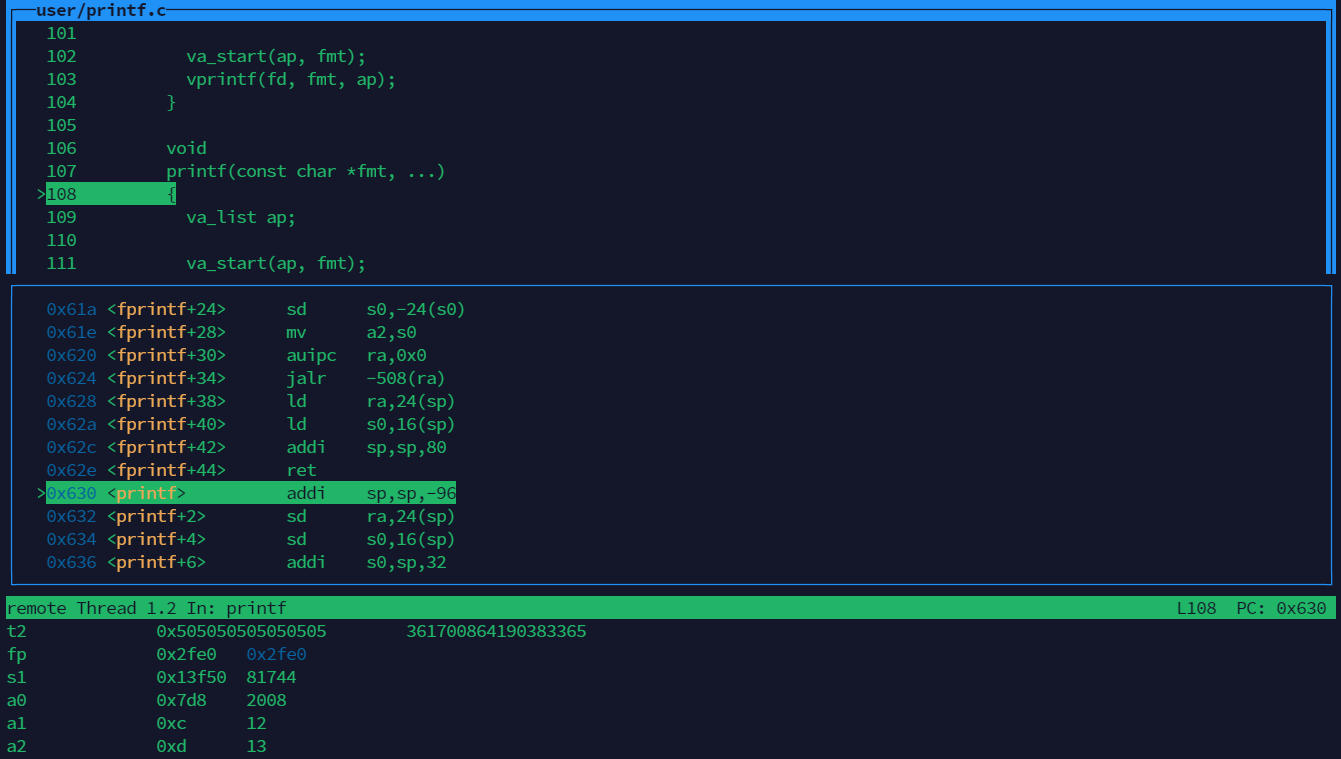 user/printf.c
101
102 va_start(ap, fmt);
103 vprintf(fd, fmt, ap);
104 }
105
106 void
107 printf(const char *fmt, ...)
>108 {
109 va_list ap;
110
111 va_start(ap, fmt);
0x61a <fprintf+24> sd s0,-24(s0)
0x61e <fprintf+28> mv a2,s0
0x620 <fprintf+30> auipc ra,0x0
0x624 <fprintf+34> jalr -508(ra)
0x628 <fprintf+38> ld ra,24(sp)
0x62a <fprintf+40> ld s0,16(sp)
0x62c <fprintf+42> addi sp,sp,80
0x62e <fprintf+44> ret
>0x630 <printf> addi sp,sp,-96
0x632 <printf+2> sd ra,24(sp)
0x634 <printf+4> sd s0,16(sp)
0x636 <printf+6> addi s0,sp,32
remote Thread 1.2 In: printf L108 PC: 0x630
t2 0x505050505050505 361700864190383365
fp 0x2fe0 0x2fe0
s1 0x13f50 81744
a0 0x7d8 2008
a1 0xc 12
a2 0xd 13